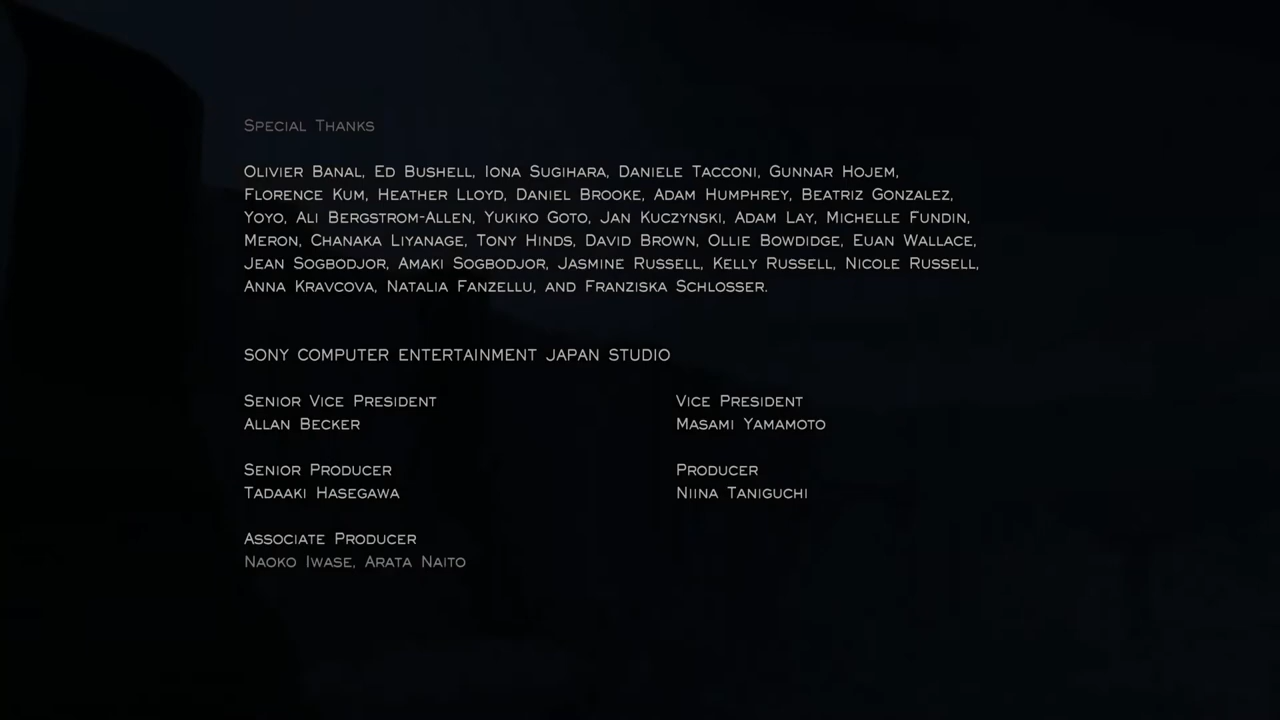 Special Thanks
Olivier Banal, Ed Bushell, Iona Sugihara, Daniele Tacconi, Gunnar Hojem,
Florence Kum, Heather Lloyd, Daniel Brooke, Adam Humphrey, Beatriz Gonzalez,
Yoyo, Ali Bergstrom-Allen, Yukiko Goto, Jan Kuczynski, Adam Lay, Michelle Fundin,
Meron, Chanaka Liyanage, Tony Hinds, David Brown, Ollie Bowdidge, Euan Wallace,
Jean Sogbodjor, Amaki Sogbodjor, Jasmine Russell, Kelly Russell, Nicole Russell,
Anna Kravcova, Natalia Fanzellu, and Franziska Schlosser.
SONY COMPUTER ENTERTAINMENT JAPAN STUDIO
Senior Vice President
Allan Becker
Vice President
Masami Yamamoto
Senior Producer
Tadaaki Hasegawa
Producer
Niina Taniguchi
Associate Producer
Naoko Iwase, Arata Naito